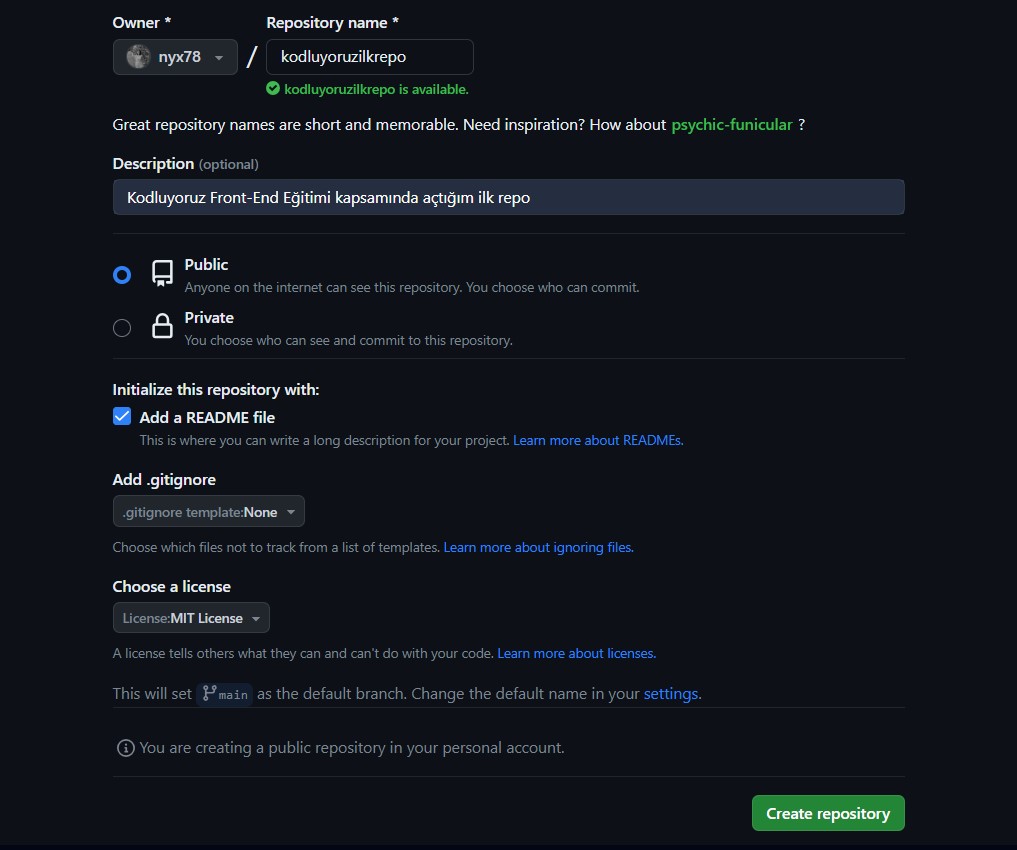 Owner * Repository name *
nyx78 / kodluyoruzilkrepo
kodluyoruzilkrepo is available.
Great repository names are short and memorable. Need inspiration? How about psychic-funicular ?
Description (optional)
Kodluyoruz Front-End Eğitimi kapsamında açtığım ilk repo
Public
Anyone on the internet can see this repository. You choose who can commit.
Private
You choose who can see and commit to this repository.
Initialize this repository with:
Add a README file
This is where you can write a long description for your project. Learn more about READMEs.
Add .gitignore
.gitignore template:None
Choose which files not to track from a list of templates. Learn more about ignoring files.
Choose a license
License:MIT License
A license tells others what they can and can't do with your code. Learn more about licenses.
This will set main as the default branch. Change the default name in your settings.
You are creating a public repository in your personal account.
Create repository